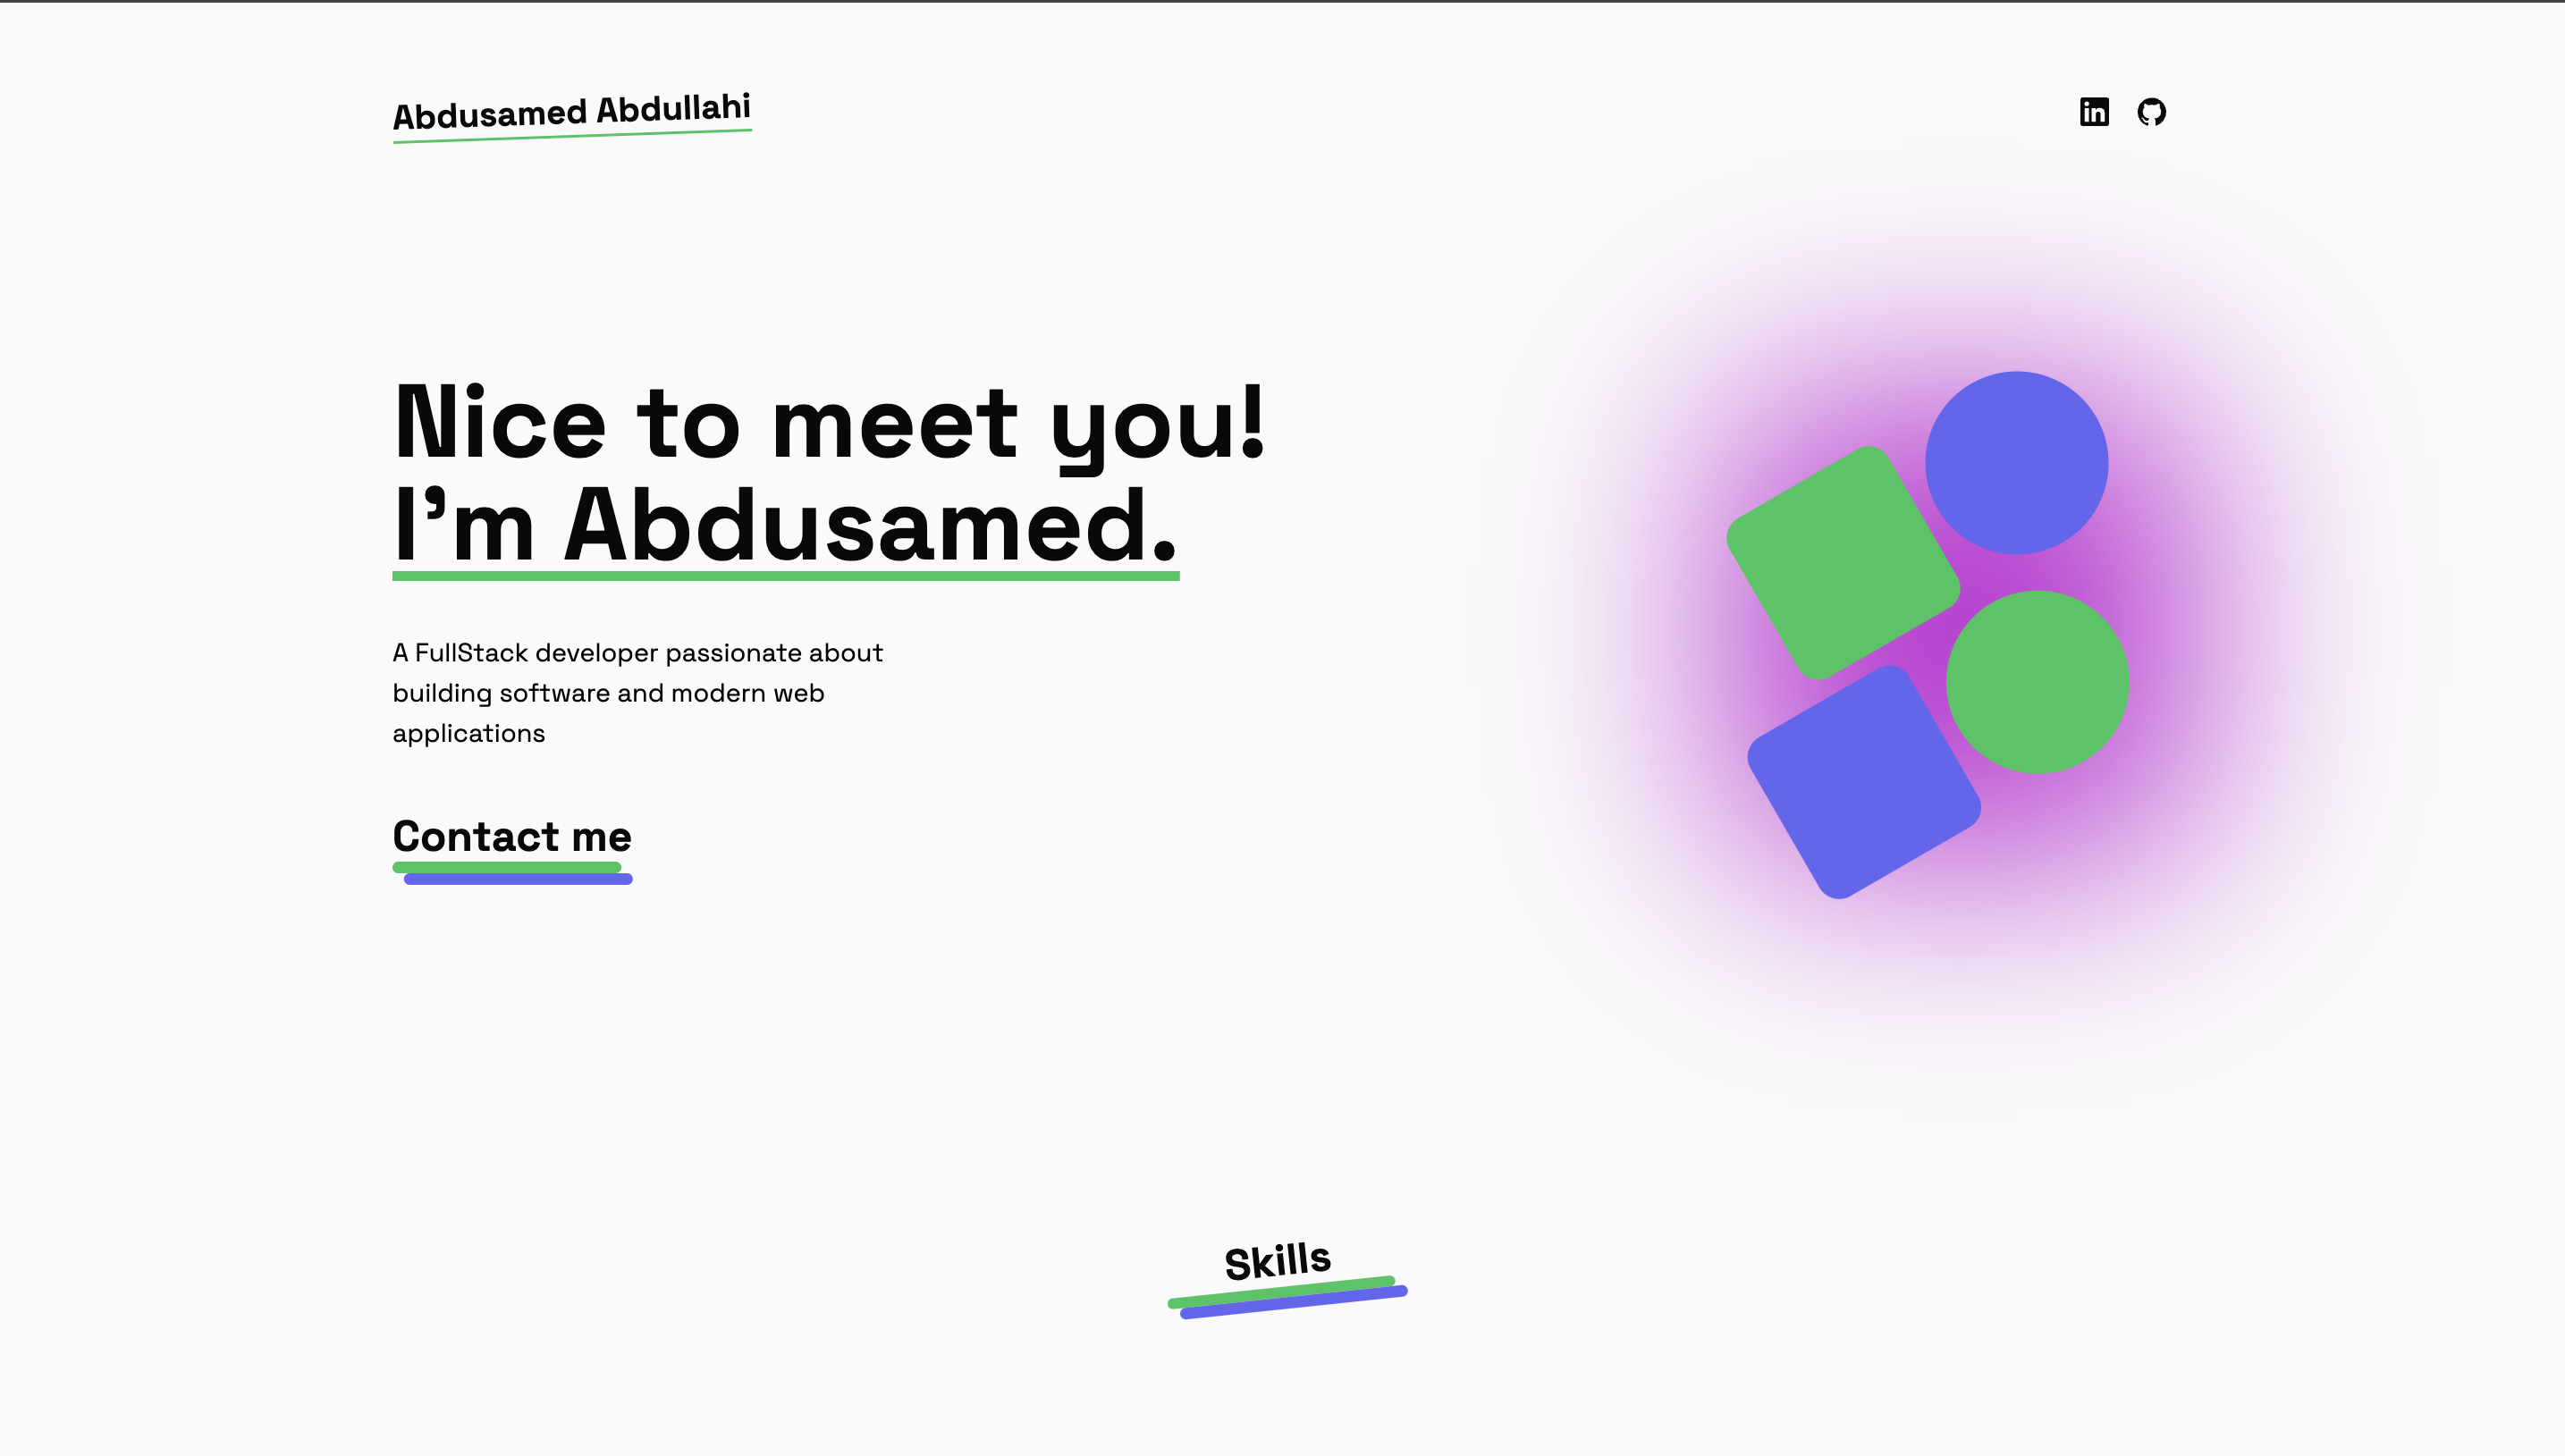 Abdusamed Abdullahi
in
Nice to meet you!
I’m Abdusamed.
A FullStack developer passionate about
building software and modern web
applications
Contact me
Skills